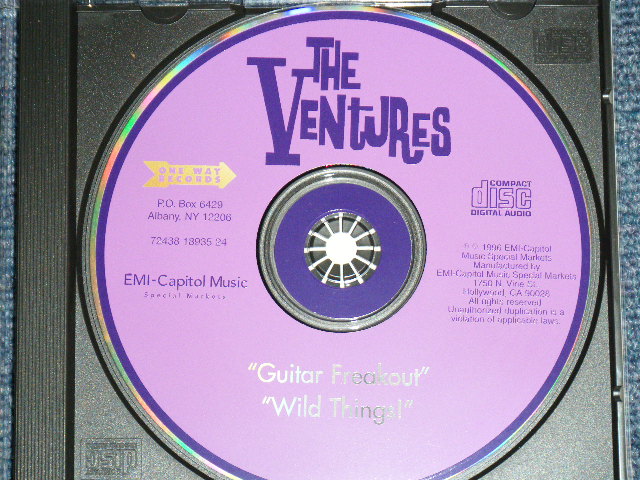 THE
VENTURES
ONE WAY
RECORDS
P.O. Box 6429
Albany, NY 12206
72438 18935 24
EMI-Capitol Music
Special Markets
COMPACT
disc
DIGITAL AUDIO
℗ © 1996 EMI-Capitol
Music Special Markets
Manufactured by
EMI-Capitol Music Special Markets
1750 N. Vine St.
Hollywood, CA 90028
All rights reserved
Unauthorized duplication is a
violation of applicable laws.
"Guitar Freakout"
"Wild Things!"